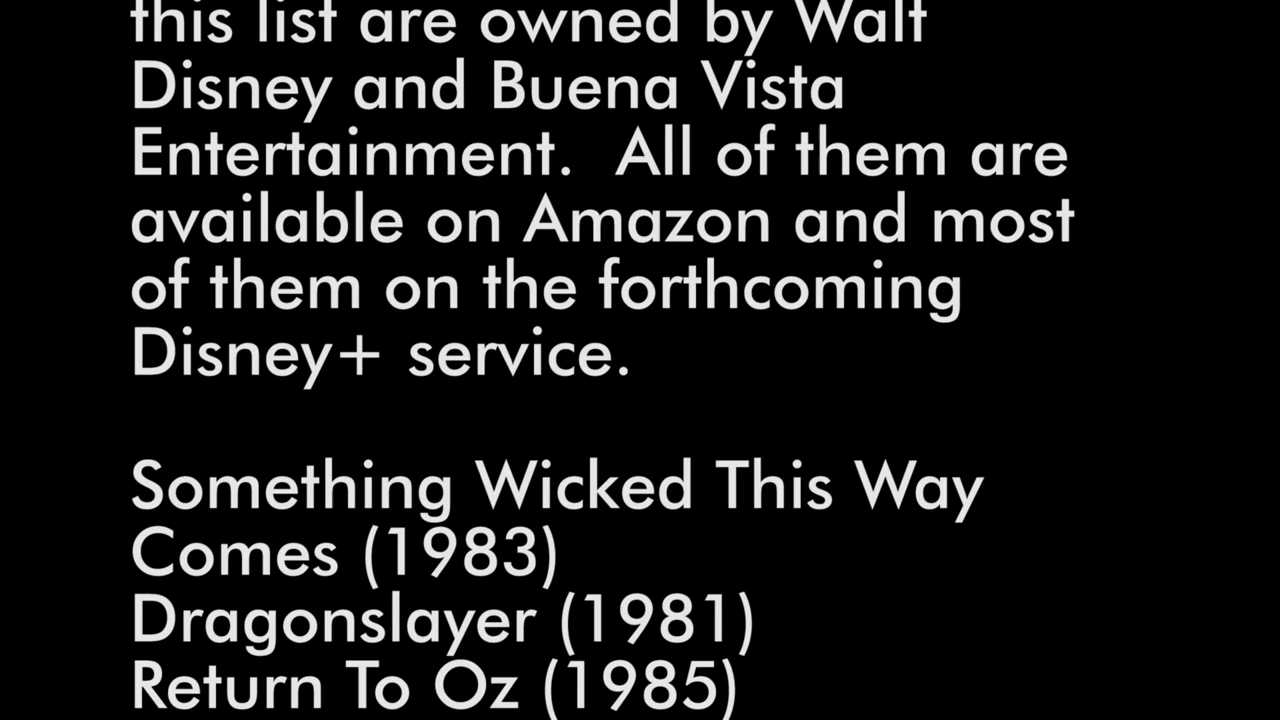 this list are owned by Walt
Disney and Buena Vista
Entertainment.  All of them are
available on Amazon and most
of them on the forthcoming
Disney+ service.
Something Wicked This Way
Comes (1983)
Dragonslayer (1981)
Return To Oz (1985)